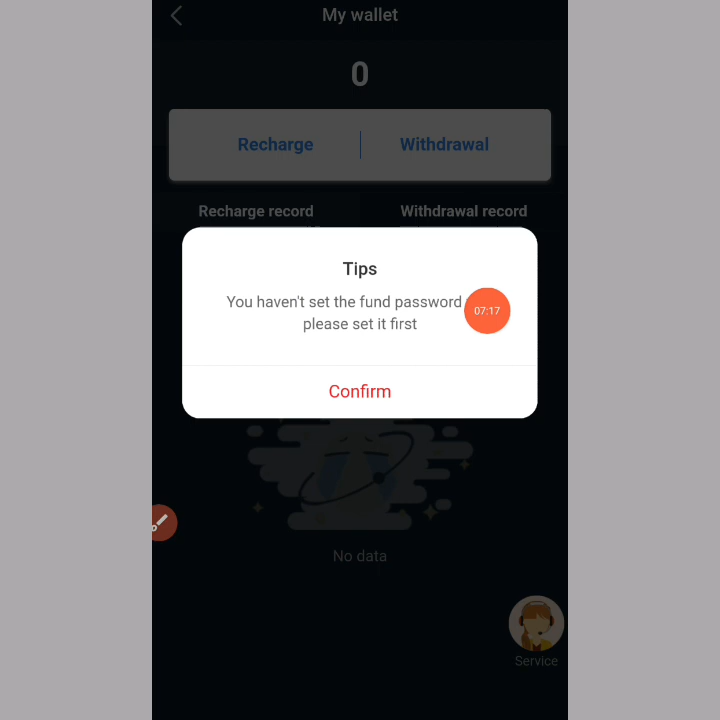 My wallet
0
Recharge
Withdrawal
Recharge record
Withdrawal record
Tips
You haven't set the fund password
07:17
please set it first
Confirm
No data
Service